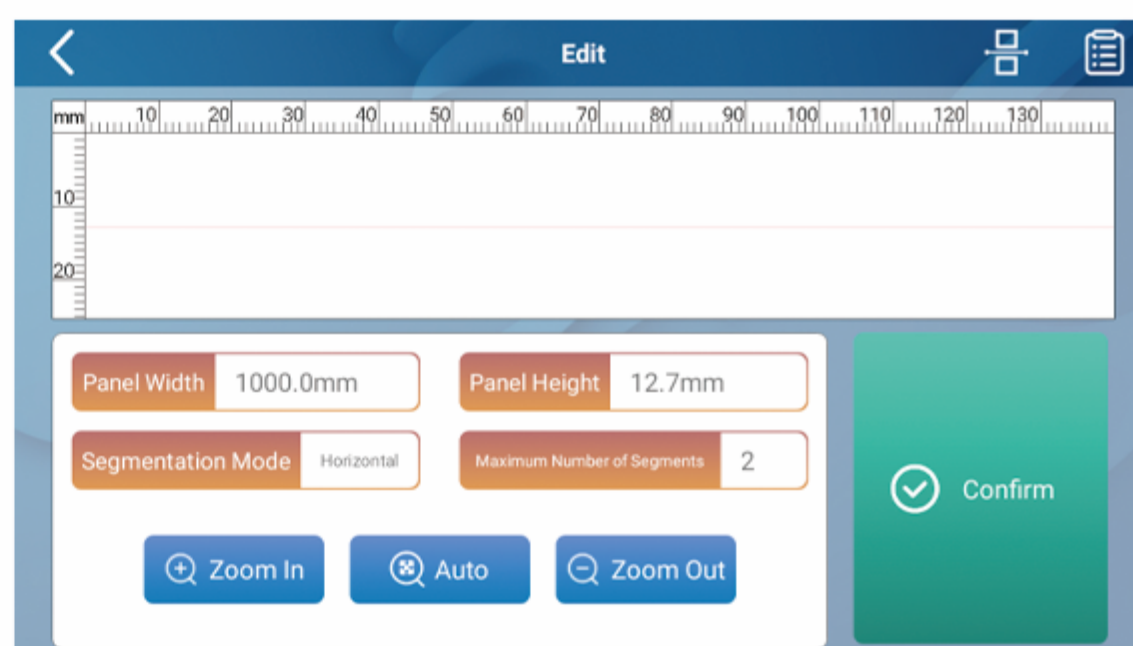 Edit
mm 10 20 30 40 50 60 70 80 90 100 110 120 130
10
20
Panel Width 1000.0mm Panel Height 12.7mm
Segmentation Mode Horizontal Maximum Number of Segments 2
Confirm
Zoom In Auto Zoom Out